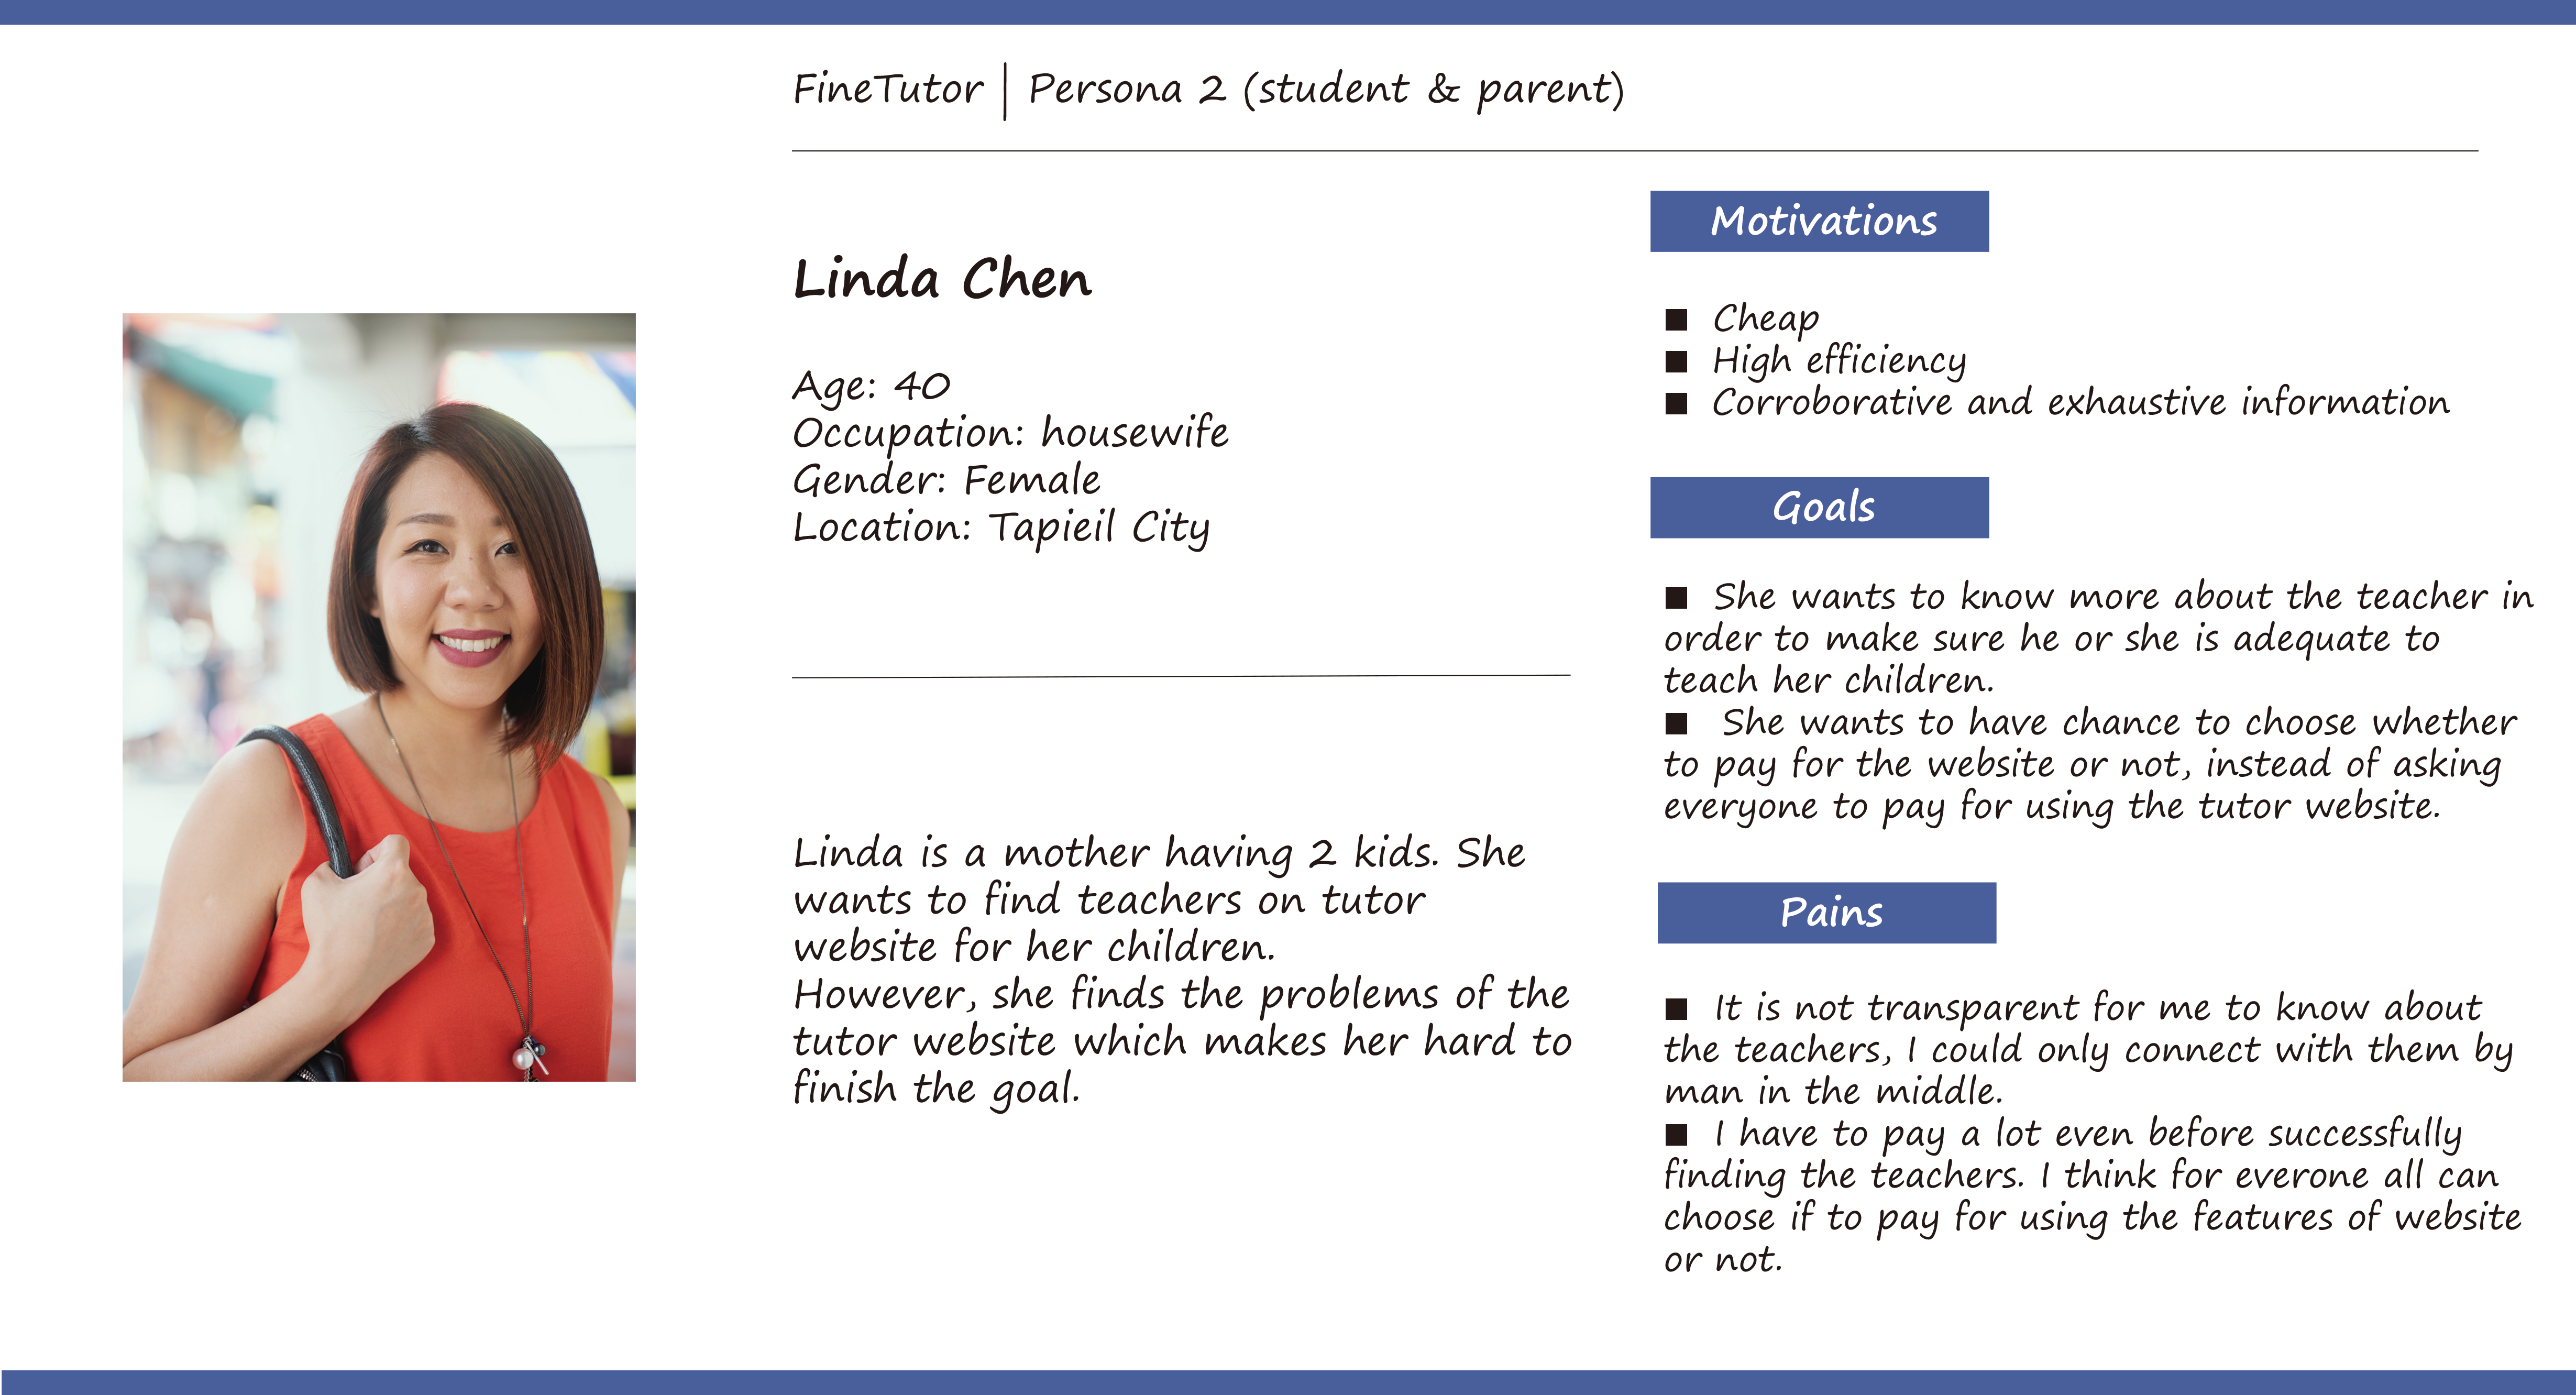 FineTutor | Persona 2 (student & parent)
Linda Chen
Age: 40
Occupation: housewife
Gender: Female
Location: Tapieil City
Linda is a mother having 2 kids. She
wants to find teachers on tutor
website for her children.
However, she finds the problems of the
tutor website which makes her hard to
finish the goal.
Motivations
■ Cheap
■ High efficiency
■ Corroborative and exhaustive information
Goals
■ She wants to know more about the teacher in
order to make sure he or she is adequate to
teach her children.
■ She wants to have chance to choose whether
to pay for the website or not, instead of asking
everyone to pay for using the tutor website.
Pains
■ It is not transparent for me to know about
the teachers, I could only connect with them by
man in the middle.
■ I have to pay a lot even before successfully
finding the teachers. I think for everone all can
choose if to pay for using the features of website
or not.